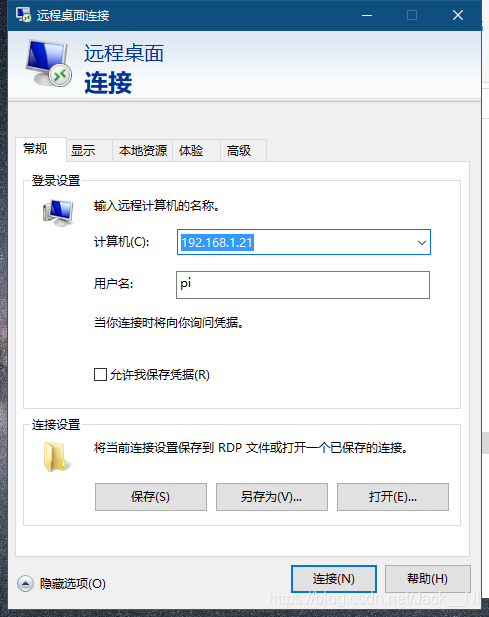 远程桌面连接
远程桌面
连接
常规
显示
本地资源
体验
高级
登录设置
输入远程计算机的名称。
计算机(C):
192.168.1.21
用户名:
pi
当你连接时将向你询问凭据。
允许我保存凭据(R)
连接设置
将当前连接设置保存到 RDP 文件或打开一个已保存的连接。
保存(S)
另存为(V)...
打开(E)...
隐藏选项(O)
连接(N)
帮助(H)